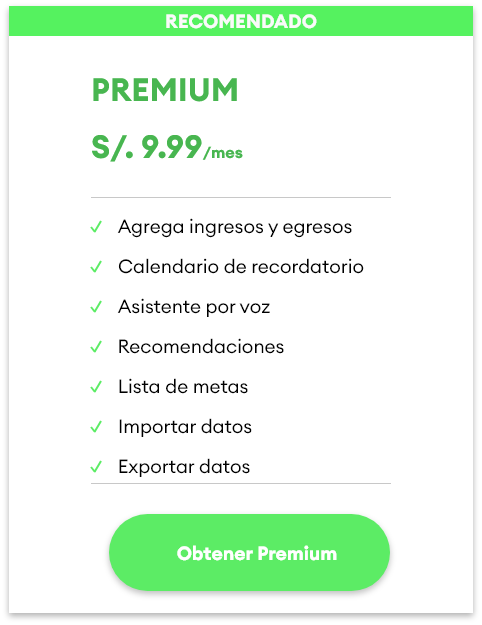 RECOMENDADO
PREMIUM
S/. 9.99/mes
Agrega ingresos y egresos
Calendario de recordatorio
Asistente por voz
Recomendaciones
Lista de metas
Importar datos
Exportar datos
Obtener Premium